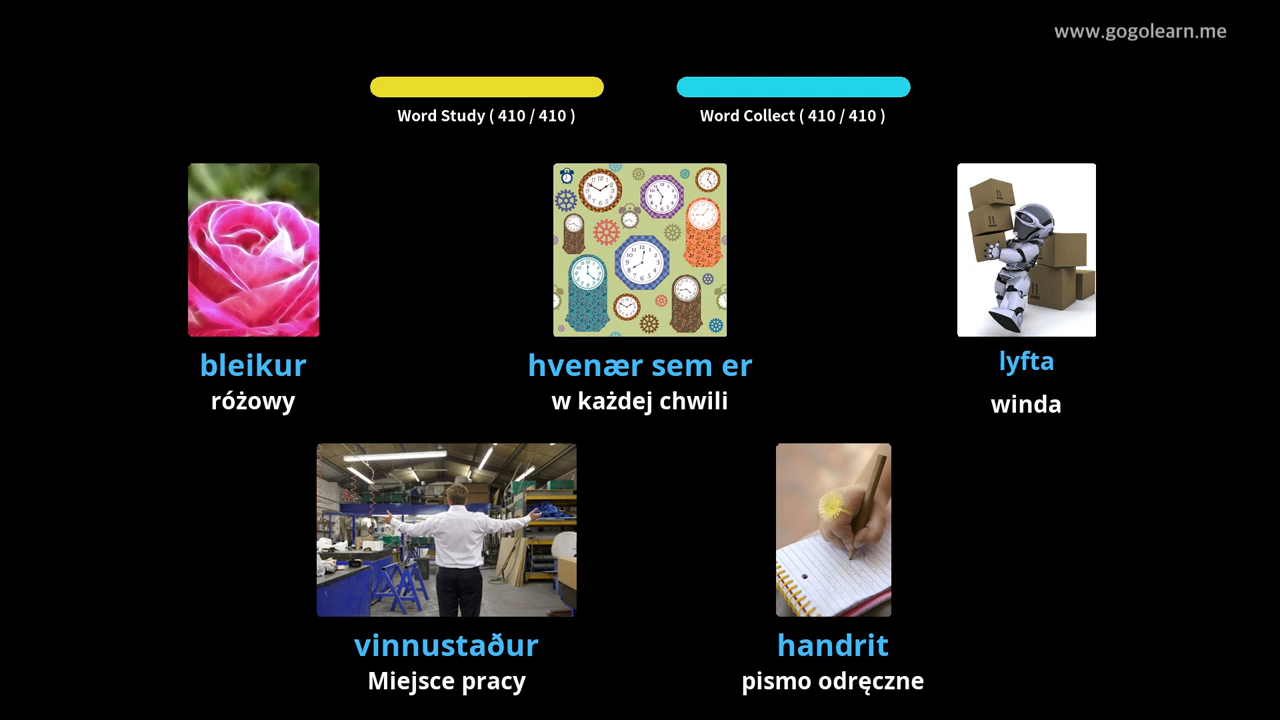 www.gogolearn.me
Word Study ( 410 / 410 )
Word Collect ( 410 / 410 )
bleikur
różowy
hvenær sem er
w każdej chwili
lyfta
winda
vinnustaður
Miejsce pracy
handrit
pismo odręczne